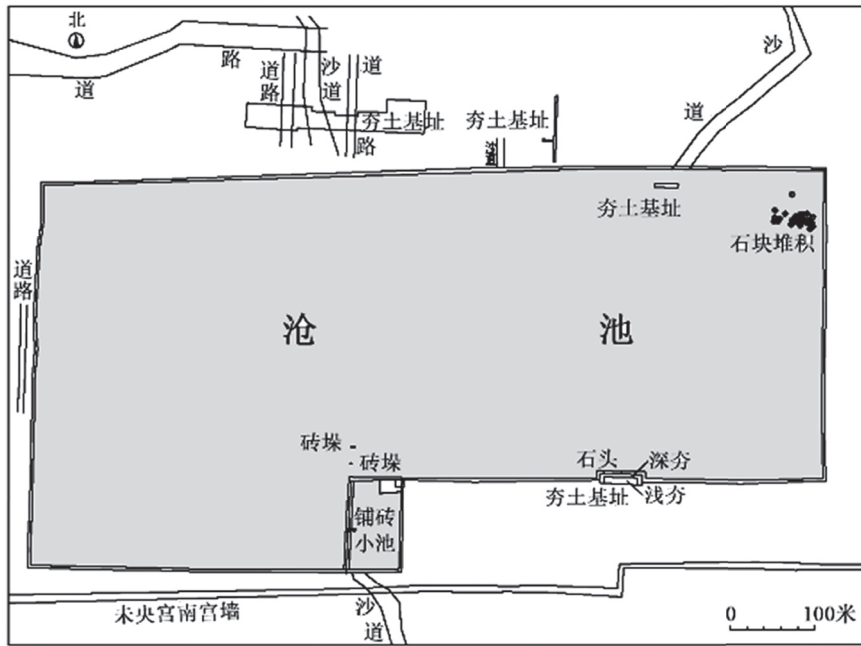 北
道
路
道路
沙道
道
路
夯土基址
夯土基址
沙
道
夯土基址
石块堆积
道路
沧池
砖垛
砖垛
石头
深夯
夯土基址
浅夯
铺砖
小池
未央宫南宫墙
沙
道
0
100米